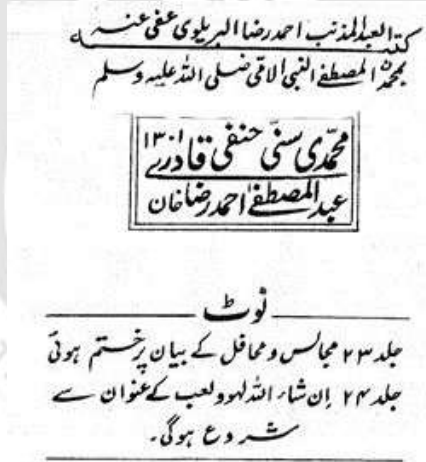 کتبہ العبد المذنب احمد رضا البریلوی عفی عنہ
بمحمدن المصطفی النبی الامی صلی اللہ علیہ وسلم
محمدی سنی حنفی قادری ۱۳۰۱
عبد المصطفیٰ احمد رضا خان
نوٹ
جلد ۲۳ مجالس و محافل کے بیان پر ختم ہوئی
جلد ۲۴ اِن شاء اللہ لہو و لعب کے عنوان سے
شروع ہوگی۔